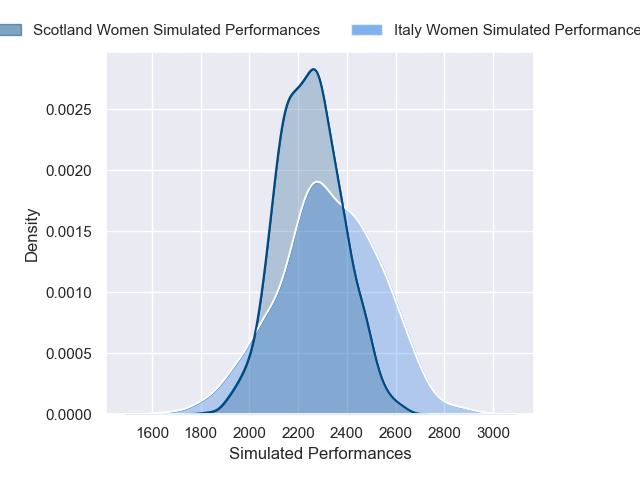 Scotland Women Simulated Performances
Italy Women Simulated Performance
0.0025
0.0020
0.0015
0.0010
0.0005
0.0000
Density
1600 1800 2000 2200 2400 2600 2800 3000
Simulated Performances